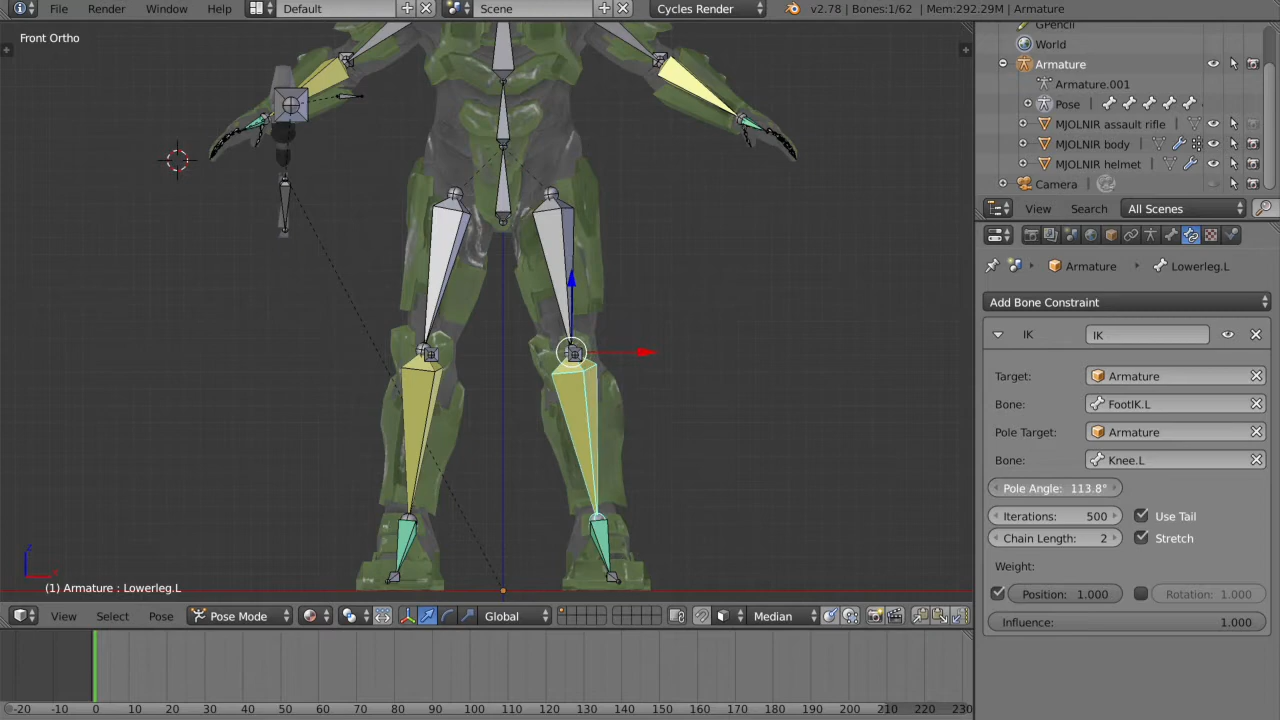 File Render Window Help Default Scene Cycles Render v2.78 | Bones:1/62 | Mem:292.29M | Armature
Front Ortho
GPencil
World
Armature
Armature.001
Pose
MJOLNIR assault rifle
MJOLNIR body
MJOLNIR helmet
Camera
View Search All Scenes
Armature Lowerleg.L
Add Bone Constraint
IK IK
Target: Armature
Bone: FootIK.L
Pole Target: Armature
Bone: Knee.L
Pole Angle: 113.8°
Iterations: 500 Use Tail
Chain Length: 2 Stretch
Weight:
Position: 1.000 Rotation: 1.000
Influence: 1.000
z
x
(1) Armature : Lowerleg.L
View Select Pose Pose Mode Global Median
-20 -10 0 10 20 30 40 50 60 70 80 90 100 110 120 130 140 150 160 170 180 190 200 210 220 230